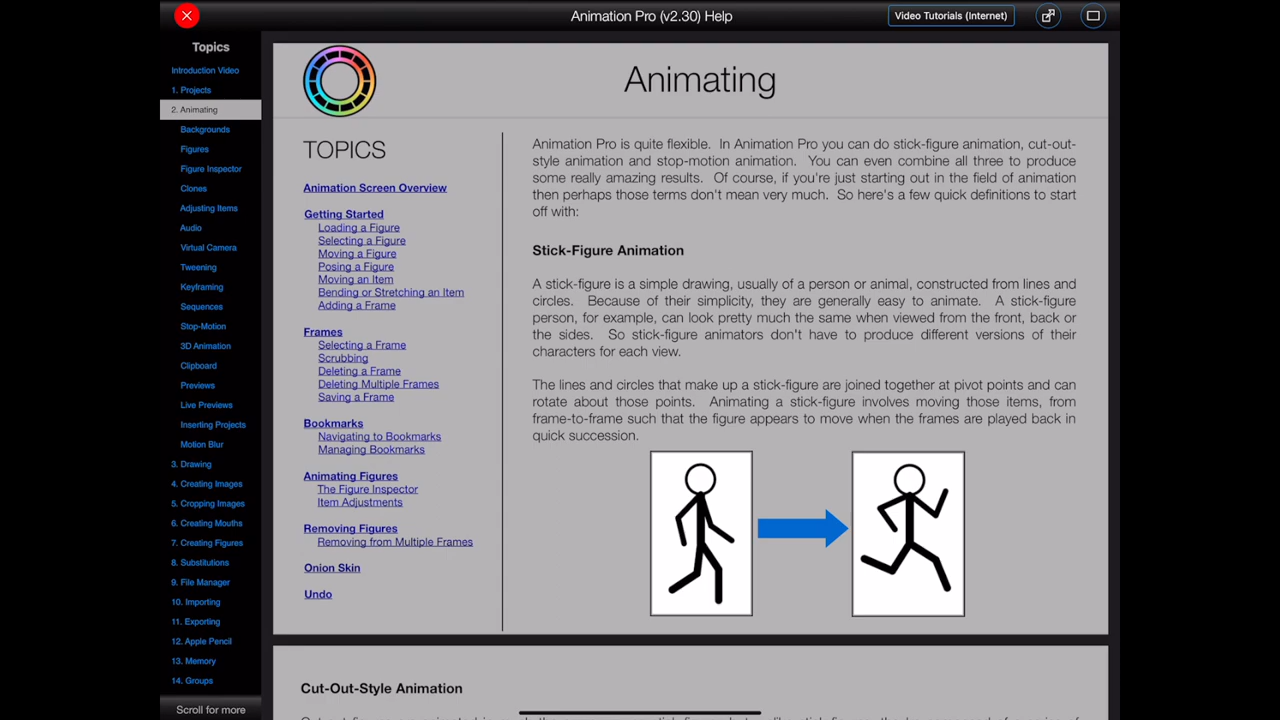 Animation Pro (v2.30) Help
Video Tutorials (Internet)
Topics
Introduction Video
1. Projects
2. Animating
Backgrounds
Figures
Figure Inspector
Clones
Adjusting Items
Audio
Virtual Camera
Tweening
Keyframing
Sequences
Stop-Motion
3D Animation
Clipboard
Previews
Live Previews
Inserting Projects
Motion Blur
3. Drawing
4. Creating Images
5. Cropping Images
6. Creating Mouths
7. Creating Figures
8. Substitutions
9. File Manager
10. Importing
11. Exporting
12. Apple Pencil
13. Memory
14. Groups
Scroll for more
Animating
TOPICS
Animation Screen Overview
Getting Started
Loading a Figure
Selecting a Figure
Moving a Figure
Posing a Figure
Moving an Item
Bending or Stretching an Item
Adding a Frame
Frames
Selecting a Frame
Scrubbing
Deleting a Frame
Deleting Multiple Frames
Saving a Frame
Bookmarks
Navigating to Bookmarks
Managing Bookmarks
Animating Figures
The Figure Inspector
Item Adjustments
Removing Figures
Removing from Multiple Frames
Onion Skin
Undo
Animation Pro is quite flexible. In Animation Pro you can do stick-figure animation, cut-out-
style animation and stop-motion animation. You can even combine all three to produce
some really amazing results. Of course, if you're just starting out in the field of animation
then perhaps those terms don't mean very much. So here's a few quick definitions to start
off with:
Stick-Figure Animation
A stick-figure is a simple drawing, usually of a person or animal, constructed from lines and
circles. Because of their simplicity, they are generally easy to animate. A stick-figure
person, for example, can look pretty much the same when viewed from the front, back or
the sides. So stick-figure animators don't have to produce different versions of their
characters for each view.
The lines and circles that make up a stick-figure are joined together at pivot points and can
rotate about those points. Animating a stick-figure involves moving those items, from
frame-to-frame such that the figure appears to move when the frames are played back in
quick succession.
Cut-Out-Style Animation